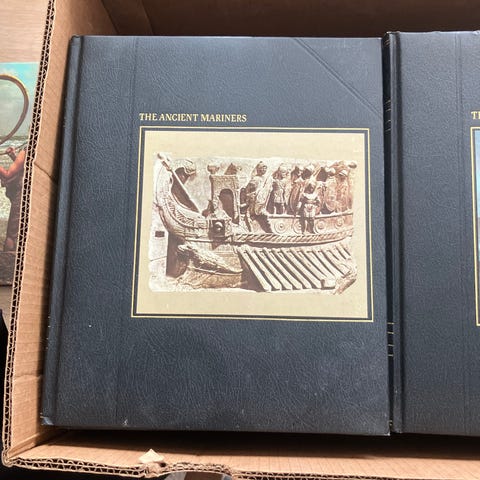 THE ANCIENT MARINERS